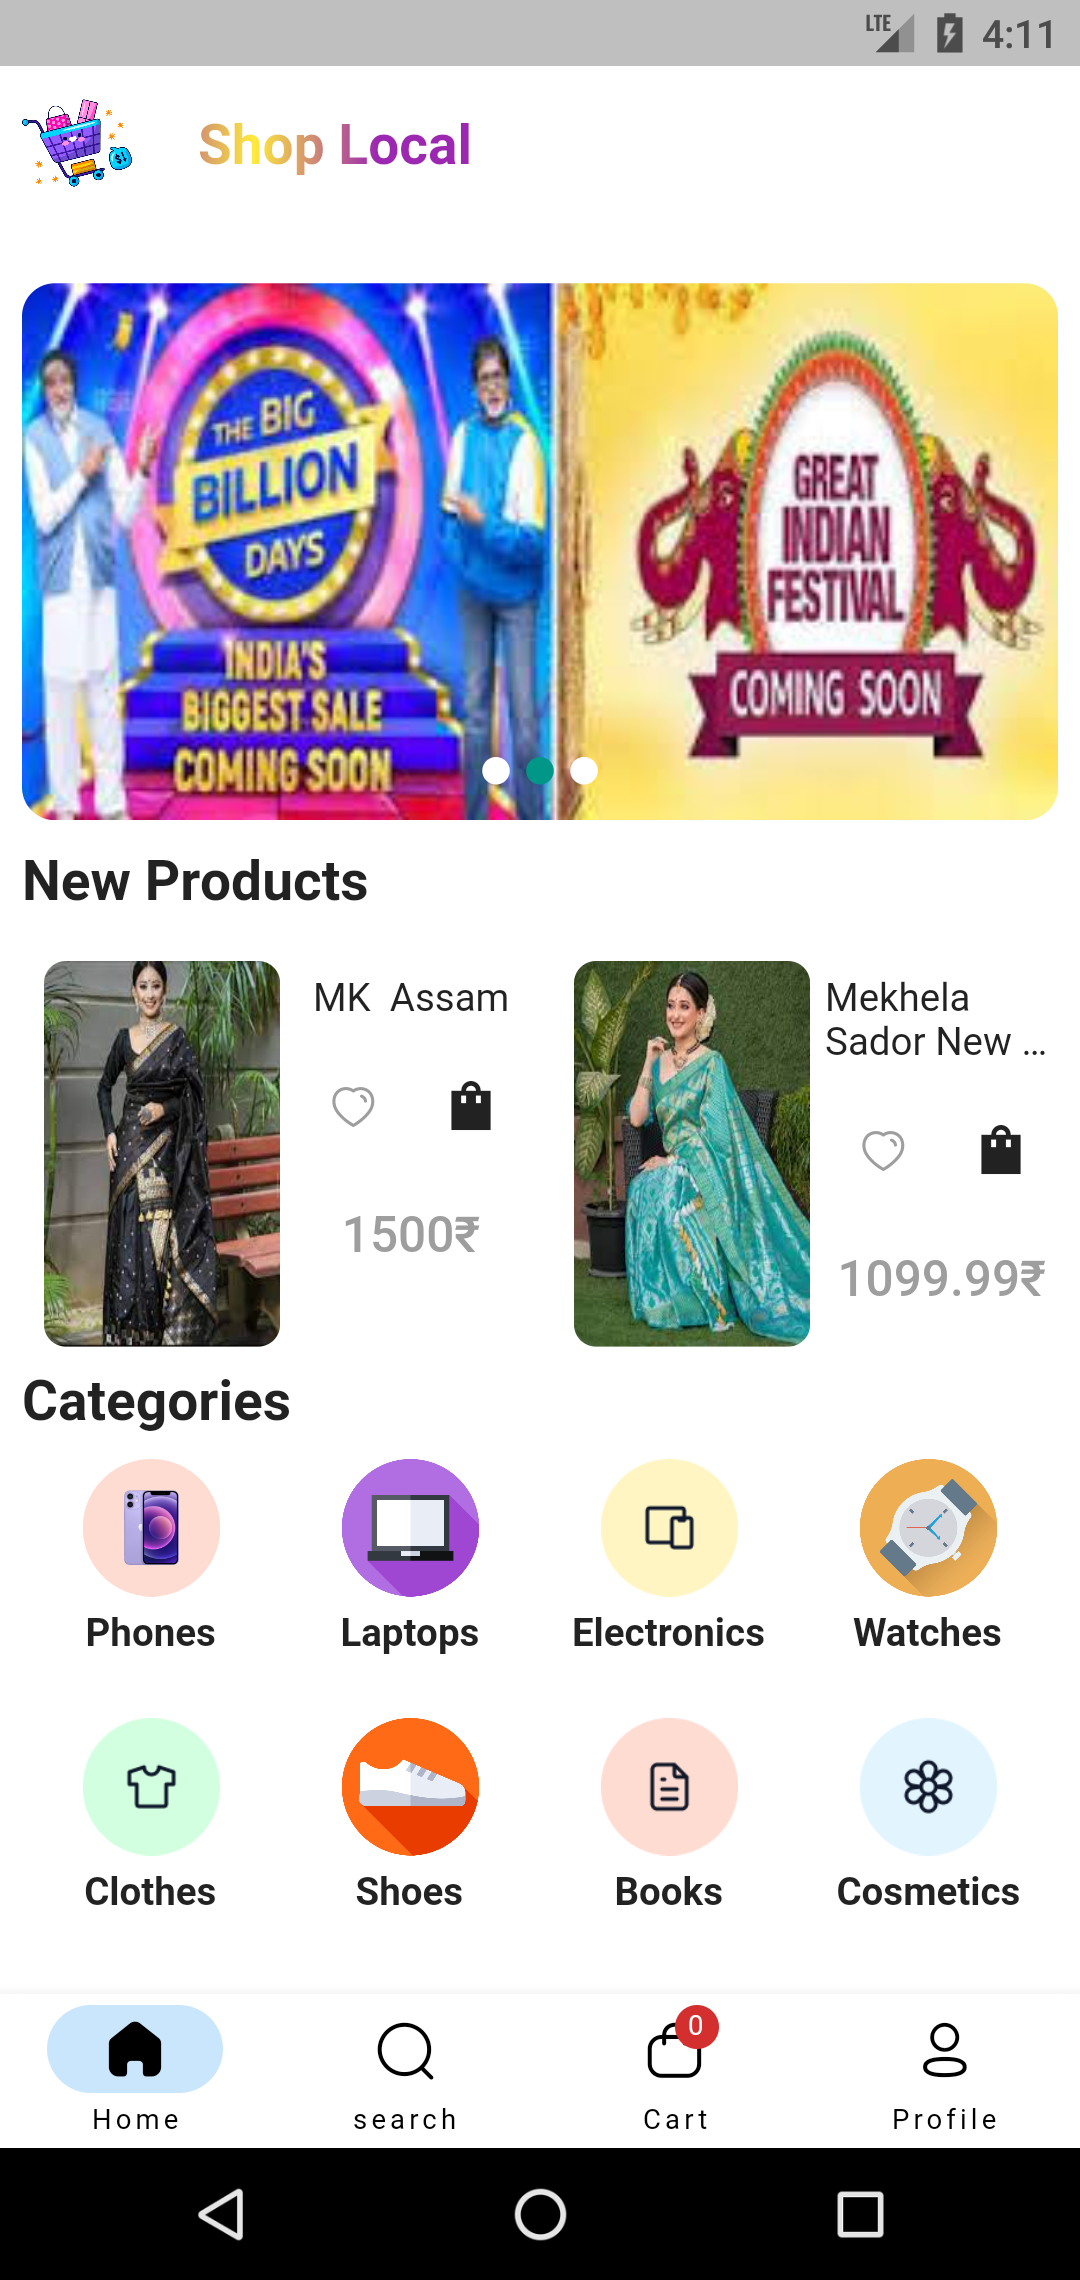 LTE 4:11
Shop Local
THE BIG
BILLION
DAYS
INDIA'S
BIGGEST SALE
COMING SOON
GREAT
INDIAN
FESTIVAL
COMING SOON
New Products
MK Assam
1500₹
Mekhela
Sador New ...
1099.99₹
Categories
Phones
Laptops
Electronics
Watches
Clothes
Shoes
Books
Cosmetics
0
Home
search
Cart
Profile